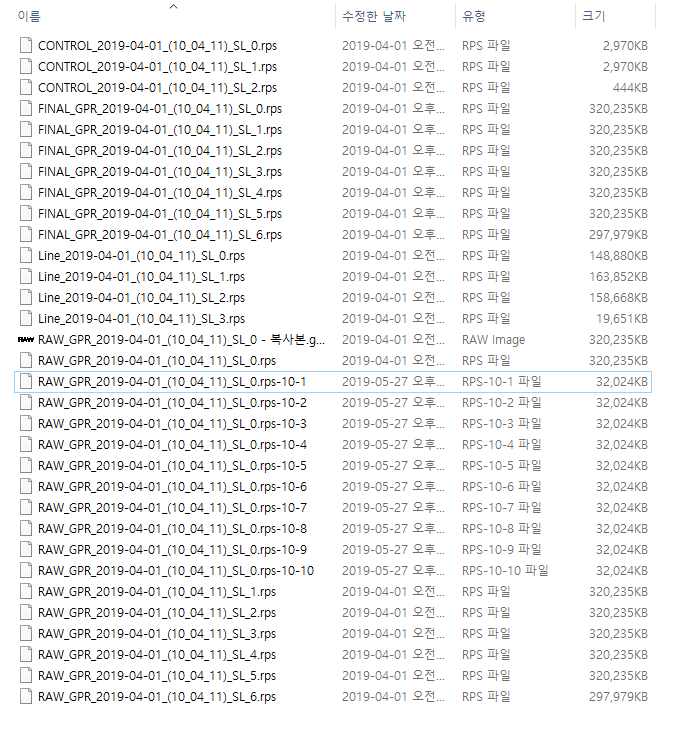 이름 수정한 날짜 유형 크기
CONTROL_2019-04-01_(10_04_11)_SL_0.rps 2019-04-01 오전... RPS 파일 2,970KB
CONTROL_2019-04-01_(10_04_11)_SL_1.rps 2019-04-01 오전... RPS 파일 2,970KB
CONTROL_2019-04-01_(10_04_11)_SL_2.rps 2019-04-01 오전... RPS 파일 444KB
FINAL_GPR_2019-04-01_(10_04_11)_SL_0.rps 2019-04-01 오후... RPS 파일 320,235KB
FINAL_GPR_2019-04-01_(10_04_11)_SL_1.rps 2019-04-01 오후... RPS 파일 320,235KB
FINAL_GPR_2019-04-01_(10_04_11)_SL_2.rps 2019-04-01 오후... RPS 파일 320,235KB
FINAL_GPR_2019-04-01_(10_04_11)_SL_3.rps 2019-04-01 오후... RPS 파일 320,235KB
FINAL_GPR_2019-04-01_(10_04_11)_SL_4.rps 2019-04-01 오후... RPS 파일 320,235KB
FINAL_GPR_2019-04-01_(10_04_11)_SL_5.rps 2019-04-01 오후... RPS 파일 320,235KB
FINAL_GPR_2019-04-01_(10_04_11)_SL_6.rps 2019-04-01 오후... RPS 파일 297,979KB
Line_2019-04-01_(10_04_11)_SL_0.rps 2019-04-01 오전... RPS 파일 148,880KB
Line_2019-04-01_(10_04_11)_SL_1.rps 2019-04-01 오전... RPS 파일 163,852KB
Line_2019-04-01_(10_04_11)_SL_2.rps 2019-04-01 오전... RPS 파일 158,668KB
Line_2019-04-01_(10_04_11)_SL_3.rps 2019-04-01 오전... RPS 파일 19,651KB
RAW RAW_GPR_2019-04-01_(10_04_11)_SL_0 - 복사본.g... 2019-04-01 오전... RAW Image 320,235KB
RAW_GPR_2019-04-01_(10_04_11)_SL_0.rps 2019-04-01 오전... RPS 파일 320,235KB
RAW_GPR_2019-04-01_(10_04_11)_SL_0.rps-10-1 2019-05-27 오후... RPS-10-1 파일 32,024KB
RAW_GPR_2019-04-01_(10_04_11)_SL_0.rps-10-2 2019-05-27 오후... RPS-10-2 파일 32,024KB
RAW_GPR_2019-04-01_(10_04_11)_SL_0.rps-10-3 2019-05-27 오후... RPS-10-3 파일 32,024KB
RAW_GPR_2019-04-01_(10_04_11)_SL_0.rps-10-4 2019-05-27 오후... RPS-10-4 파일 32,024KB
RAW_GPR_2019-04-01_(10_04_11)_SL_0.rps-10-5 2019-05-27 오후... RPS-10-5 파일 32,024KB
RAW_GPR_2019-04-01_(10_04_11)_SL_0.rps-10-6 2019-05-27 오후... RPS-10-6 파일 32,024KB
RAW_GPR_2019-04-01_(10_04_11)_SL_0.rps-10-7 2019-05-27 오후... RPS-10-7 파일 32,024KB
RAW_GPR_2019-04-01_(10_04_11)_SL_0.rps-10-8 2019-05-27 오후... RPS-10-8 파일 32,024KB
RAW_GPR_2019-04-01_(10_04_11)_SL_0.rps-10-9 2019-05-27 오후... RPS-10-9 파일 32,024KB
RAW_GPR_2019-04-01_(10_04_11)_SL_0.rps-10-10 2019-05-27 오후... RPS-10-10 파일 32,024KB
RAW_GPR_2019-04-01_(10_04_11)_SL_1.rps 2019-04-01 오전... RPS 파일 320,235KB
RAW_GPR_2019-04-01_(10_04_11)_SL_2.rps 2019-04-01 오전... RPS 파일 320,235KB
RAW_GPR_2019-04-01_(10_04_11)_SL_3.rps 2019-04-01 오전... RPS 파일 320,235KB
RAW_GPR_2019-04-01_(10_04_11)_SL_4.rps 2019-04-01 오전... RPS 파일 320,235KB
RAW_GPR_2019-04-01_(10_04_11)_SL_5.rps 2019-04-01 오전... RPS 파일 320,235KB
RAW_GPR_2019-04-01_(10_04_11)_SL_6.rps 2019-04-01 오전... RPS 파일 297,979KB